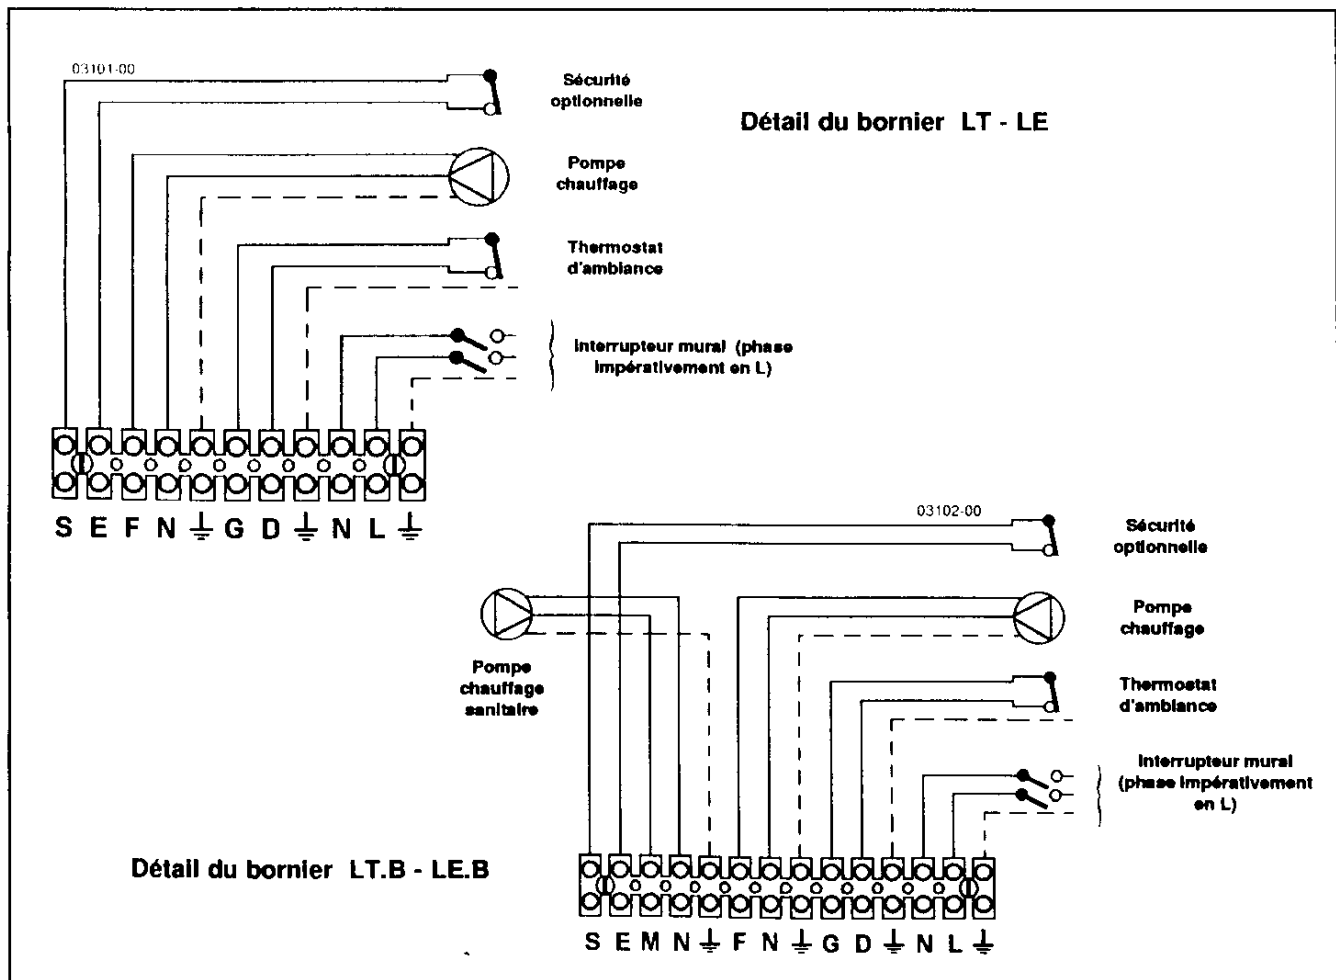 03101-00
Sécurité
optionnelle
Détail du bornier LT - LE
Pompe
chauffage
Thermostat
d'ambiance
Interrupteur mural (phase
impérativement en L)
S E F N ⏚ G D ⏚ N L ⏚
03102-00
Sécurité
optionnelle
Pompe
chauffage
sanitaire
Pompe
chauffage
Thermostat
d'ambiance
Interrupteur mural
(phase impérativement
en L)
Détail du bornier LT.B - LE.B
S E M N ⏚ F N ⏚ G D ⏚ N L ⏚